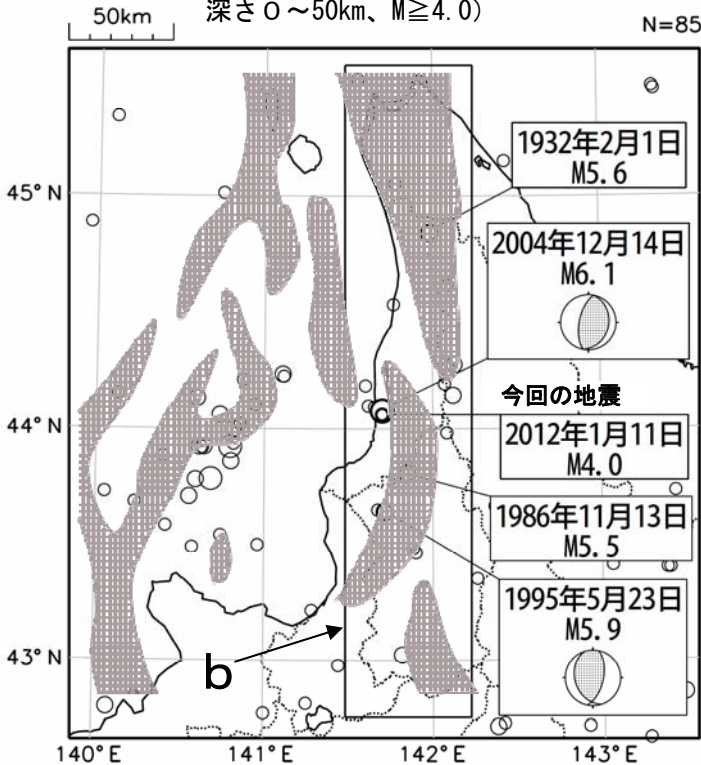 深さ0~50km、M≧4.0)
50km
N=85
1932年2月1日
M5.6
45°N
2004年12月14日
M6.1
今回の地震
44°N
2012年1月11日
M4.0
1986年11月13日
M5.5
1995年5月23日
M5.9
43°N
b
140°E
141°E
142°E
143°E